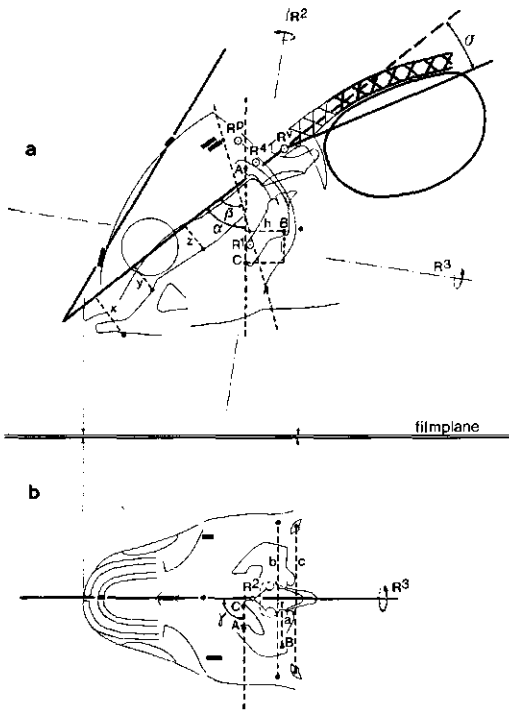 R²
σ
a
Rᵖ
Rᵛ
R⁴
A
β
α
h
B
z
R¹
C
y
R³
x
filmplane
b
b
c
R²
R³
C
a
γ
A
B